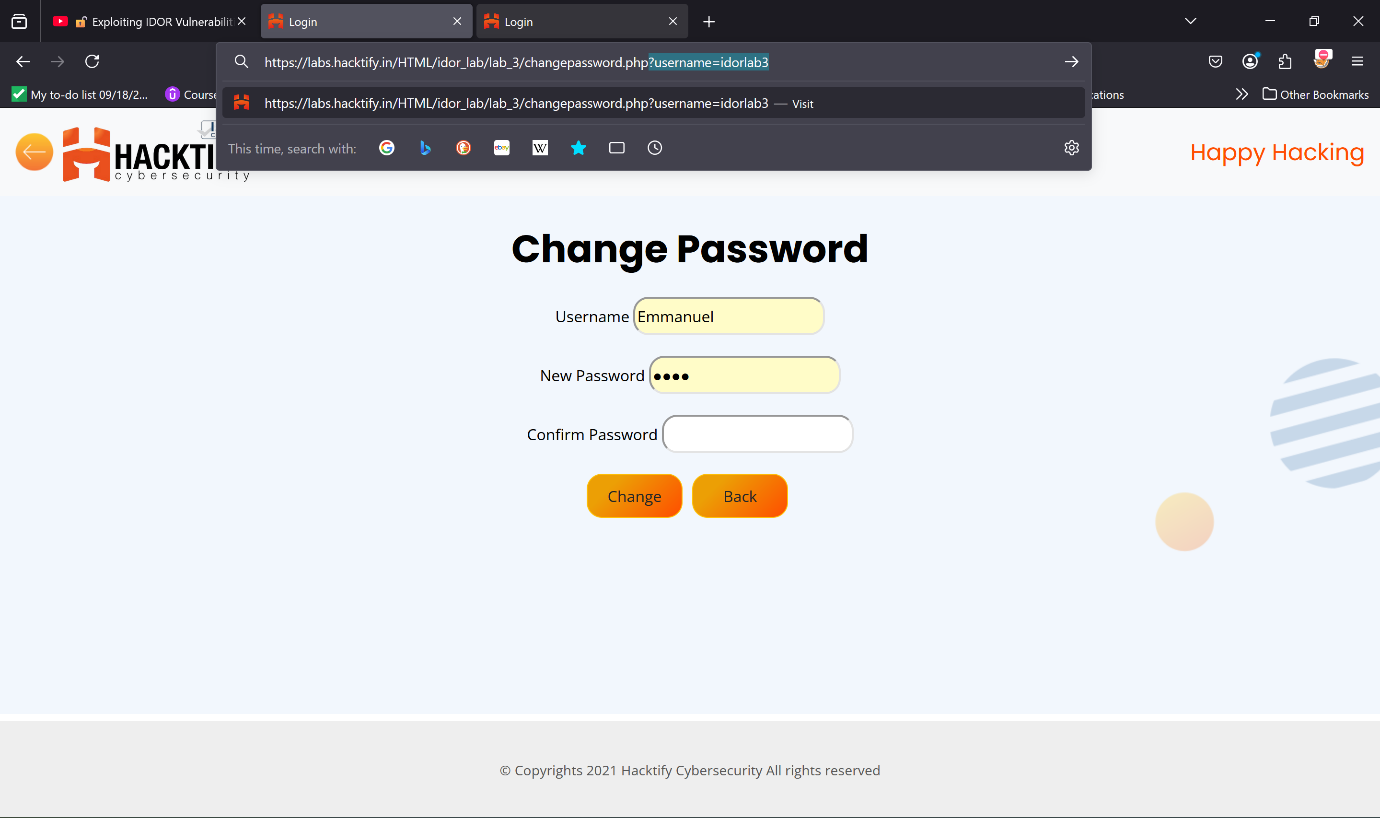 Exploiting IDOR Vulnerabilit
Login
Login
https://labs.hacktify.in/HTML/idor_lab/lab_3/changepassword.php?username=idorlab3
My to-do list 09/18/2...
Course
https://labs.hacktify.in/HTML/idor_lab/lab_3/changepassword.php?username=idorlab3 — Visit
Other Bookmarks
This time, search with:
HACKTI
cybersecurity
Happy Hacking
Change Password
Username Emmanuel
New Password ••••
Confirm Password
Change
Back
© Copyrights 2021 Hacktify Cybersecurity All rights reserved